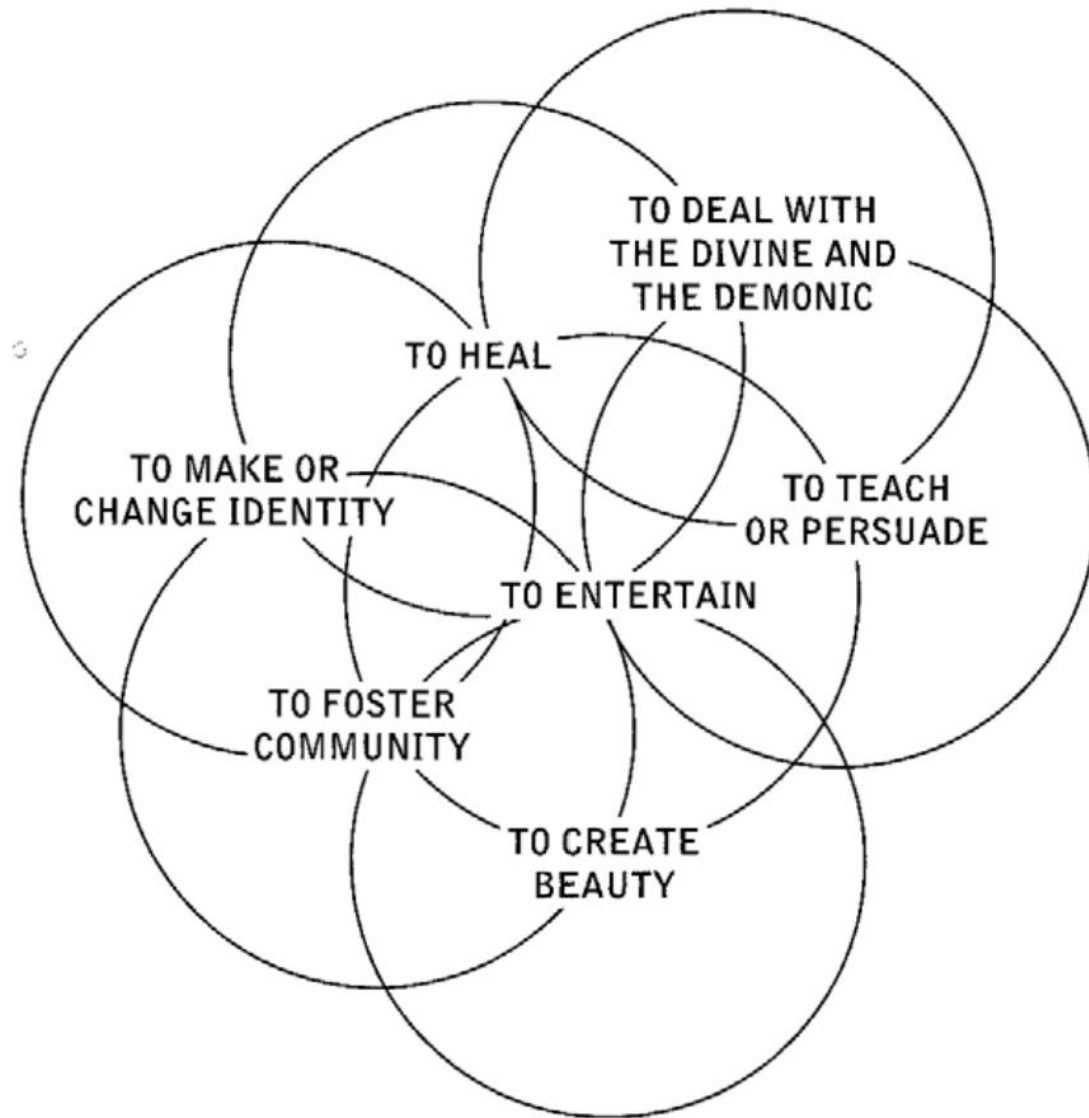 TO DEAL WITH
THE DIVINE AND
THE DEMONIC
TO HEAL
TO MAKE OR
CHANGE IDENTITY
TO TEACH
OR PERSUADE
TO ENTERTAIN
TO FOSTER
COMMUNITY
TO CREATE
BEAUTY